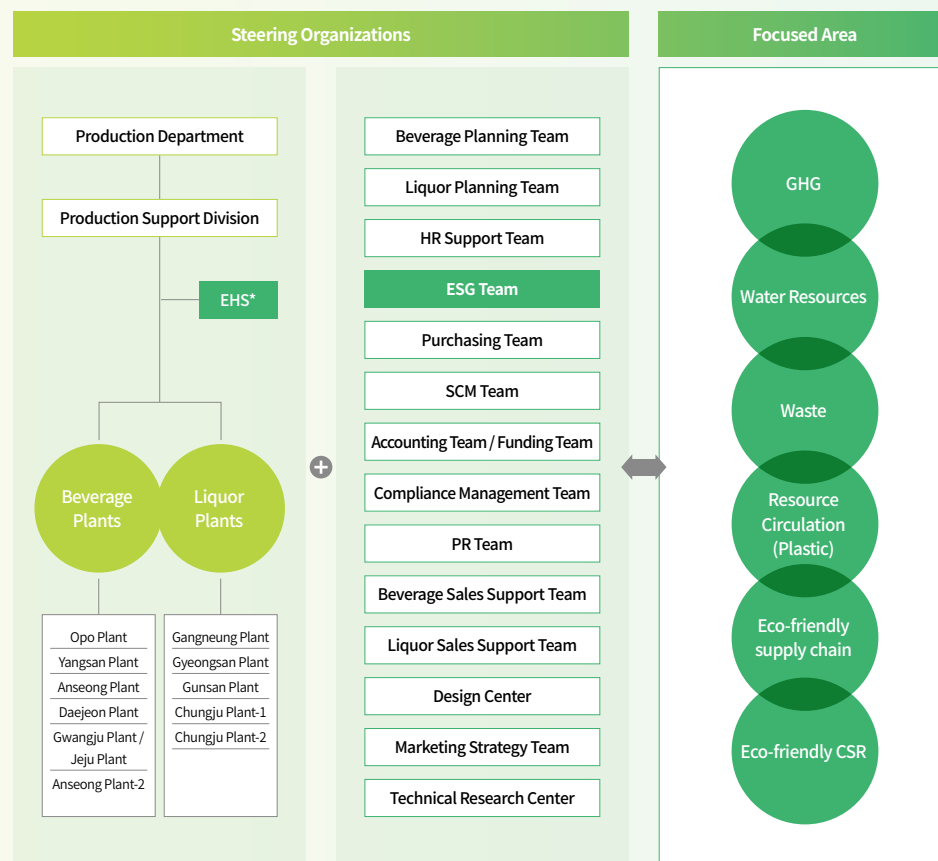 Steering Organizations
Focused Area
Production Department
Production Support Division
EHS*
Beverage
Plants
Liquor
Plants
Opo Plant
Yangsan Plant
Anseong Plant
Daejeon Plant
Gwangju Plant /
Jeju Plant
Anseong Plant-2
Gangneung Plant
Gyeongsan Plant
Gunsan Plant
Chungju Plant-1
Chungju Plant-2
Beverage Planning Team
Liquor Planning Team
HR Support Team
ESG Team
Purchasing Team
SCM Team
Accounting Team / Funding Team
Compliance Management Team
PR Team
Beverage Sales Support Team
Liquor Sales Support Team
Design Center
Marketing Strategy Team
Technical Research Center
GHG
Water Resources
Waste
Resource
Circulation
(Plastic)
Eco-friendly
supply chain
Eco-friendly CSR